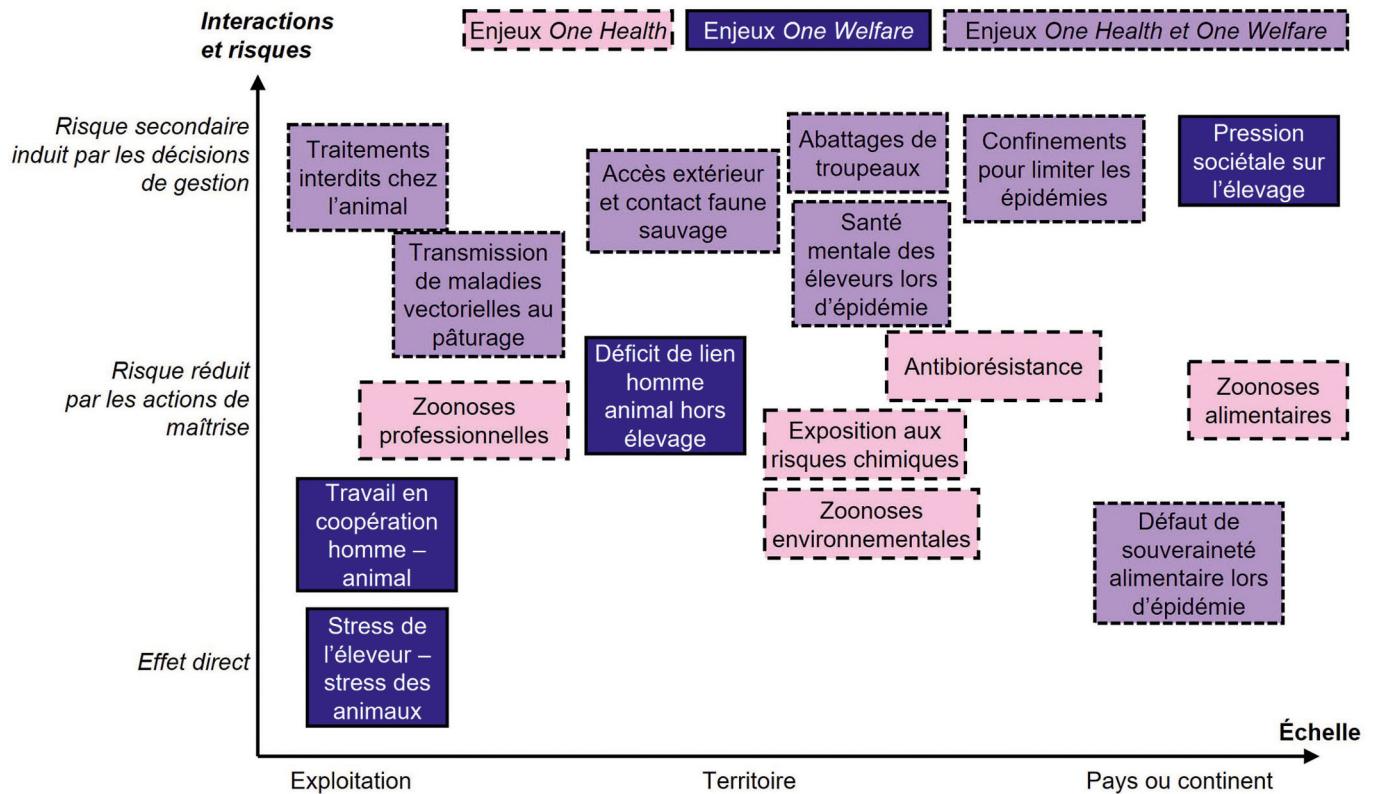 Interactions
et risques
Enjeux One Health
Enjeux One Welfare
Enjeux One Health et One Welfare
Risque secondaire
induit par les décisions
de gestion
Traitements
interdits chez
l’animal
Transmission
de maladies
vectorielles au
pâturage
Accès extérieur
et contact faune
sauvage
Abattages de
troupeaux
Santé
mentale des
éleveurs lors
d’épidémie
Confinements
pour limiter les
épidémies
Pression
sociétale sur
l’élevage
Risque réduit
par les actions de
maîtrise
Zoonoses
professionnelles
Déficit de lien
homme
animal hors
élevage
Antibiorésistance
Exposition aux
risques chimiques
Zoonoses
environnementales
Zoonoses
alimentaires
Travail en
coopération
homme –
animal
Défaut de
souveraineté
alimentaire lors
d’épidémie
Effet direct
Stress de
l’éleveur –
stress des
animaux
Échelle
Exploitation
Territoire
Pays ou continent